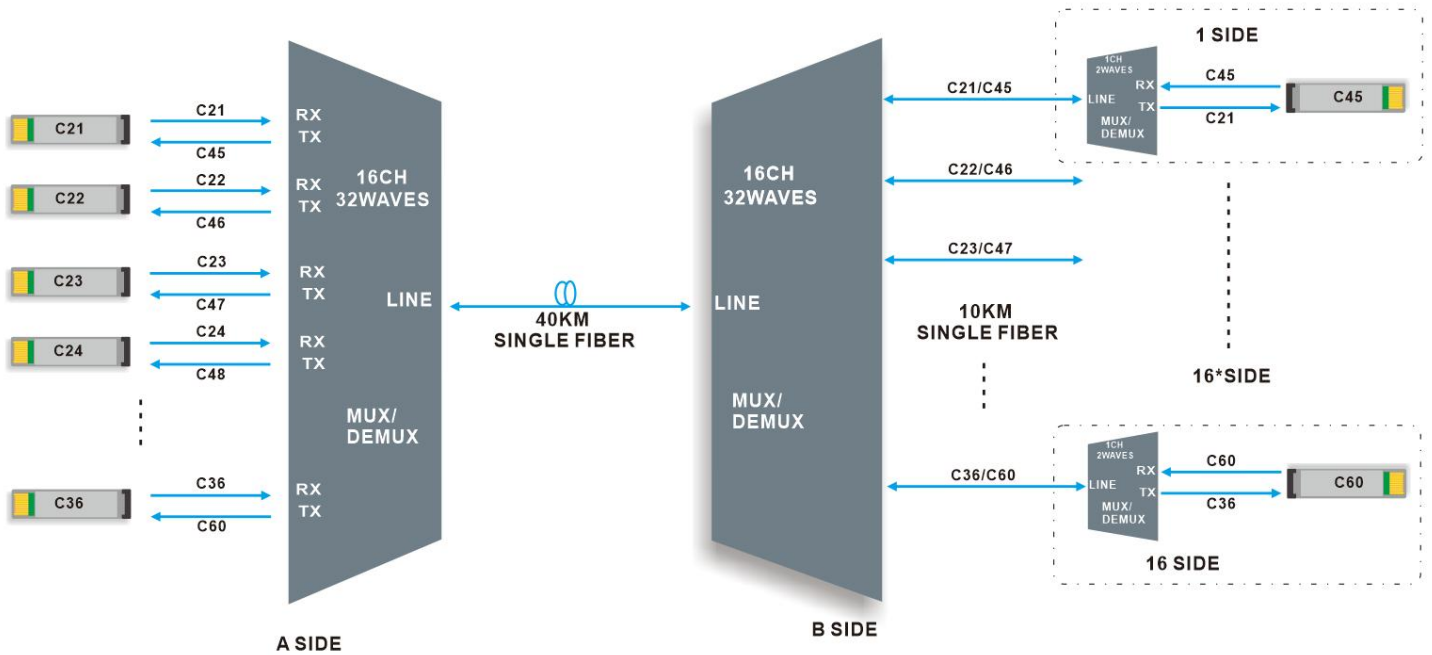 C21
C21
C45
C22
C22
C46
C23
C23
C47
C24
C24
C48
C36
C36
C60
RX
TX
RX
TX
RX
TX
RX
TX
RX
TX
16CH
32WAVES
LINE
MUX/
DEMUX
A SIDE
40KM
SINGLE FIBER
16CH
32WAVES
LINE
MUX/
DEMUX
B SIDE
C21/C45
C22/C46
C23/C47
10KM
SINGLE FIBER
C36/C60
1 SIDE
1CH
2WAVES
RX
LINE
TX
MUX/
DEMUX
C45
C21
C45
16*SIDE
1CH
2WAVES
RX
LINE
TX
MUX/
DEMUX
C60
C36
C60
16 SIDE